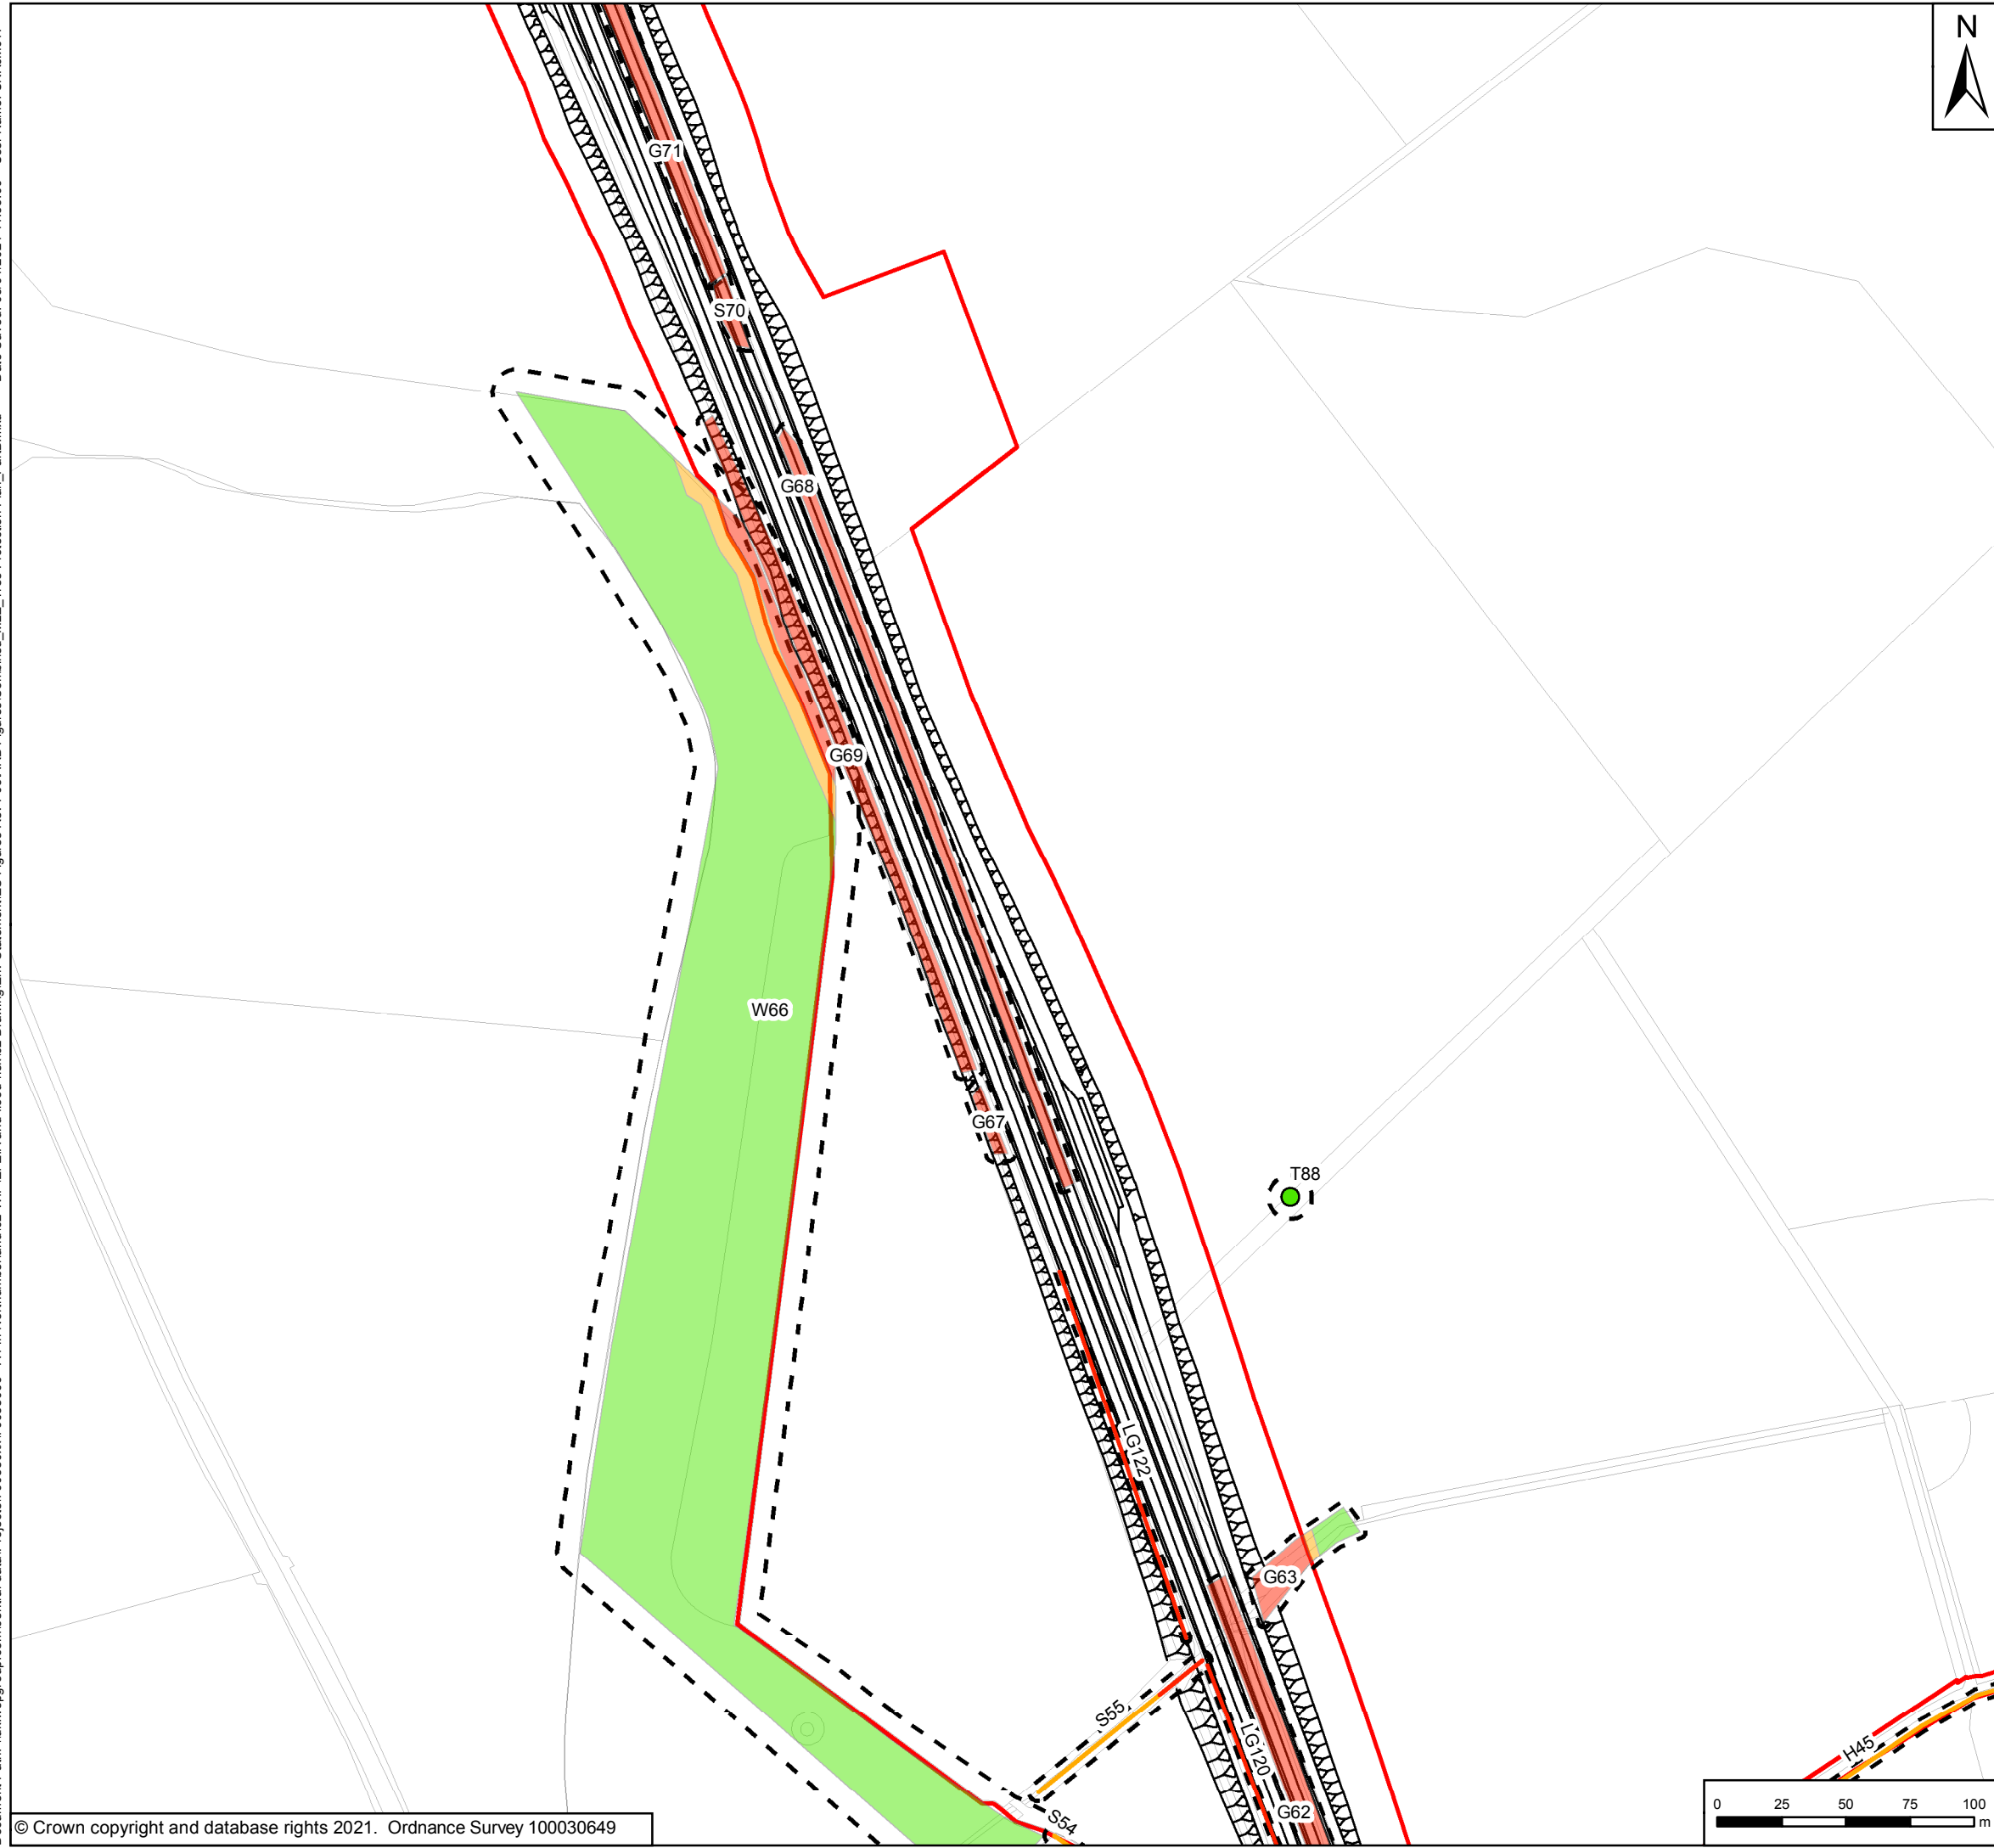 N
G71
S70
G68
G69
W66
G67
T88
LG122
G63
S55
LG120
H45
G62
S54
0 25 50 75 100
m
© Crown copyright and database rights 2021. Ordnance Survey 100030649